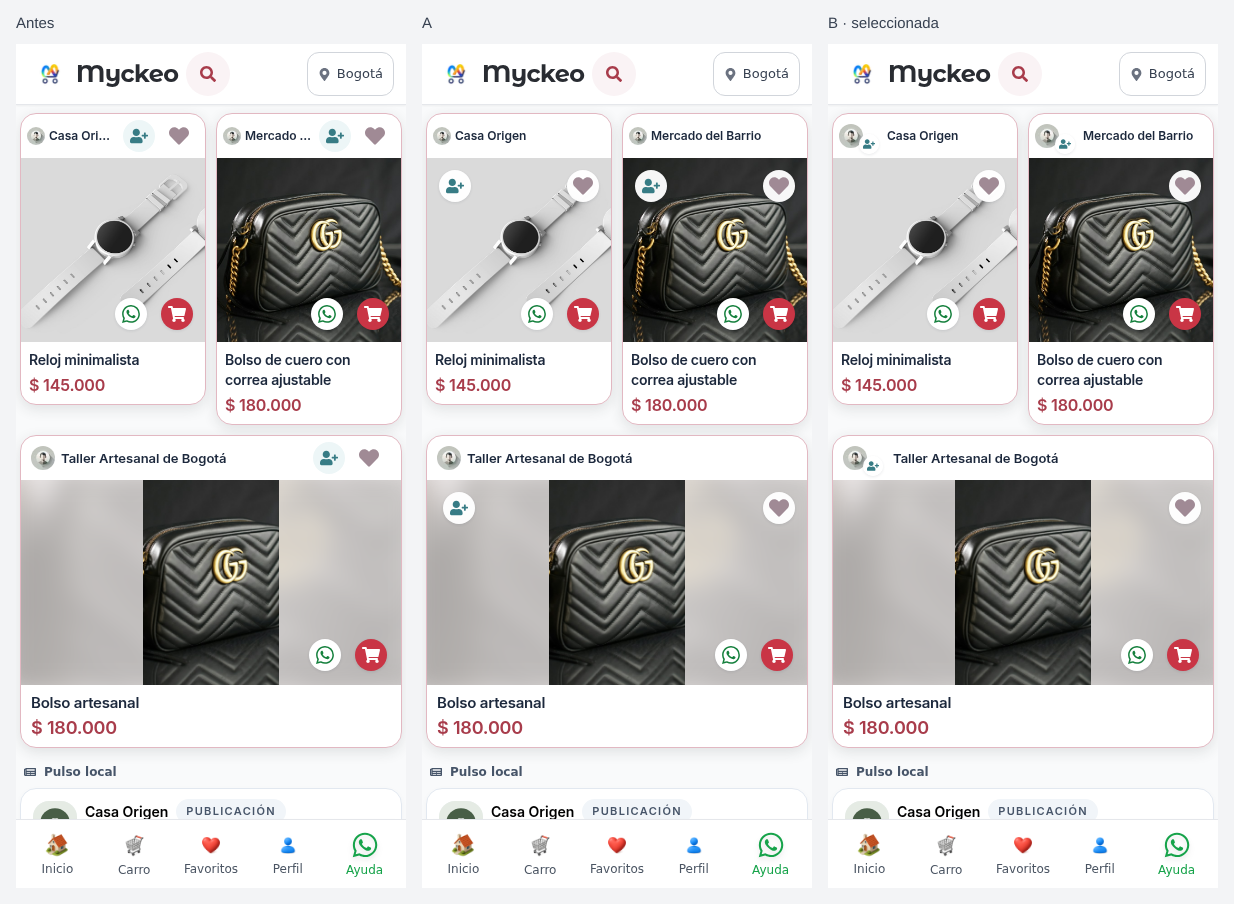 Antes
Myckeo
Bogotá
Casa Ori...
Mercado ...
Reloj minimalista
$ 145.000
Bolso de cuero con
correa ajustable
$ 180.000
Taller Artesanal de Bogotá
Bolso artesanal
$ 180.000
Pulso local
Casa Origen
PUBLICACIÓN
Inicio
Carro
Favoritos
Perfil
Ayuda
A
Myckeo
Bogotá
Casa Origen
Mercado del Barrio
Reloj minimalista
$ 145.000
Bolso de cuero con
correa ajustable
$ 180.000
Taller Artesanal de Bogotá
Bolso artesanal
$ 180.000
Pulso local
Casa Origen
PUBLICACIÓN
Inicio
Carro
Favoritos
Perfil
Ayuda
B · seleccionada
Myckeo
Bogotá
Casa Origen
Mercado del Barrio
Reloj minimalista
$ 145.000
Bolso de cuero con
correa ajustable
$ 180.000
Taller Artesanal de Bogotá
Bolso artesanal
$ 180.000
Pulso local
Casa Origen
PUBLICACIÓN
Inicio
Carro
Favoritos
Perfil
Ayuda